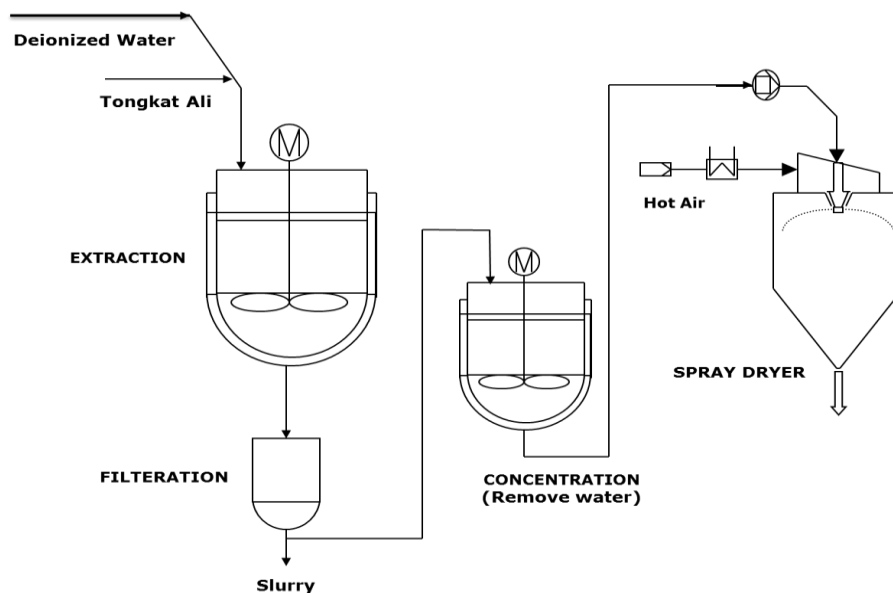 Deionized Water
Tongkat Ali
M
EXTRACTION
M
Hot Air
SPRAY DRYER
FILTERATION
CONCENTRATION
(Remove water)
Slurry